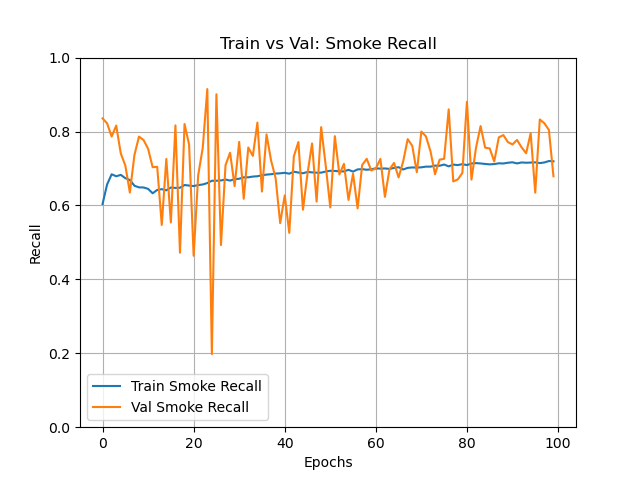 Train vs Val: Smoke Recall
1.0
0.8
0.6
0.4
0.2
0.0
Recall
Train Smoke Recall
Val Smoke Recall
0 20 40 60 80 100
Epochs